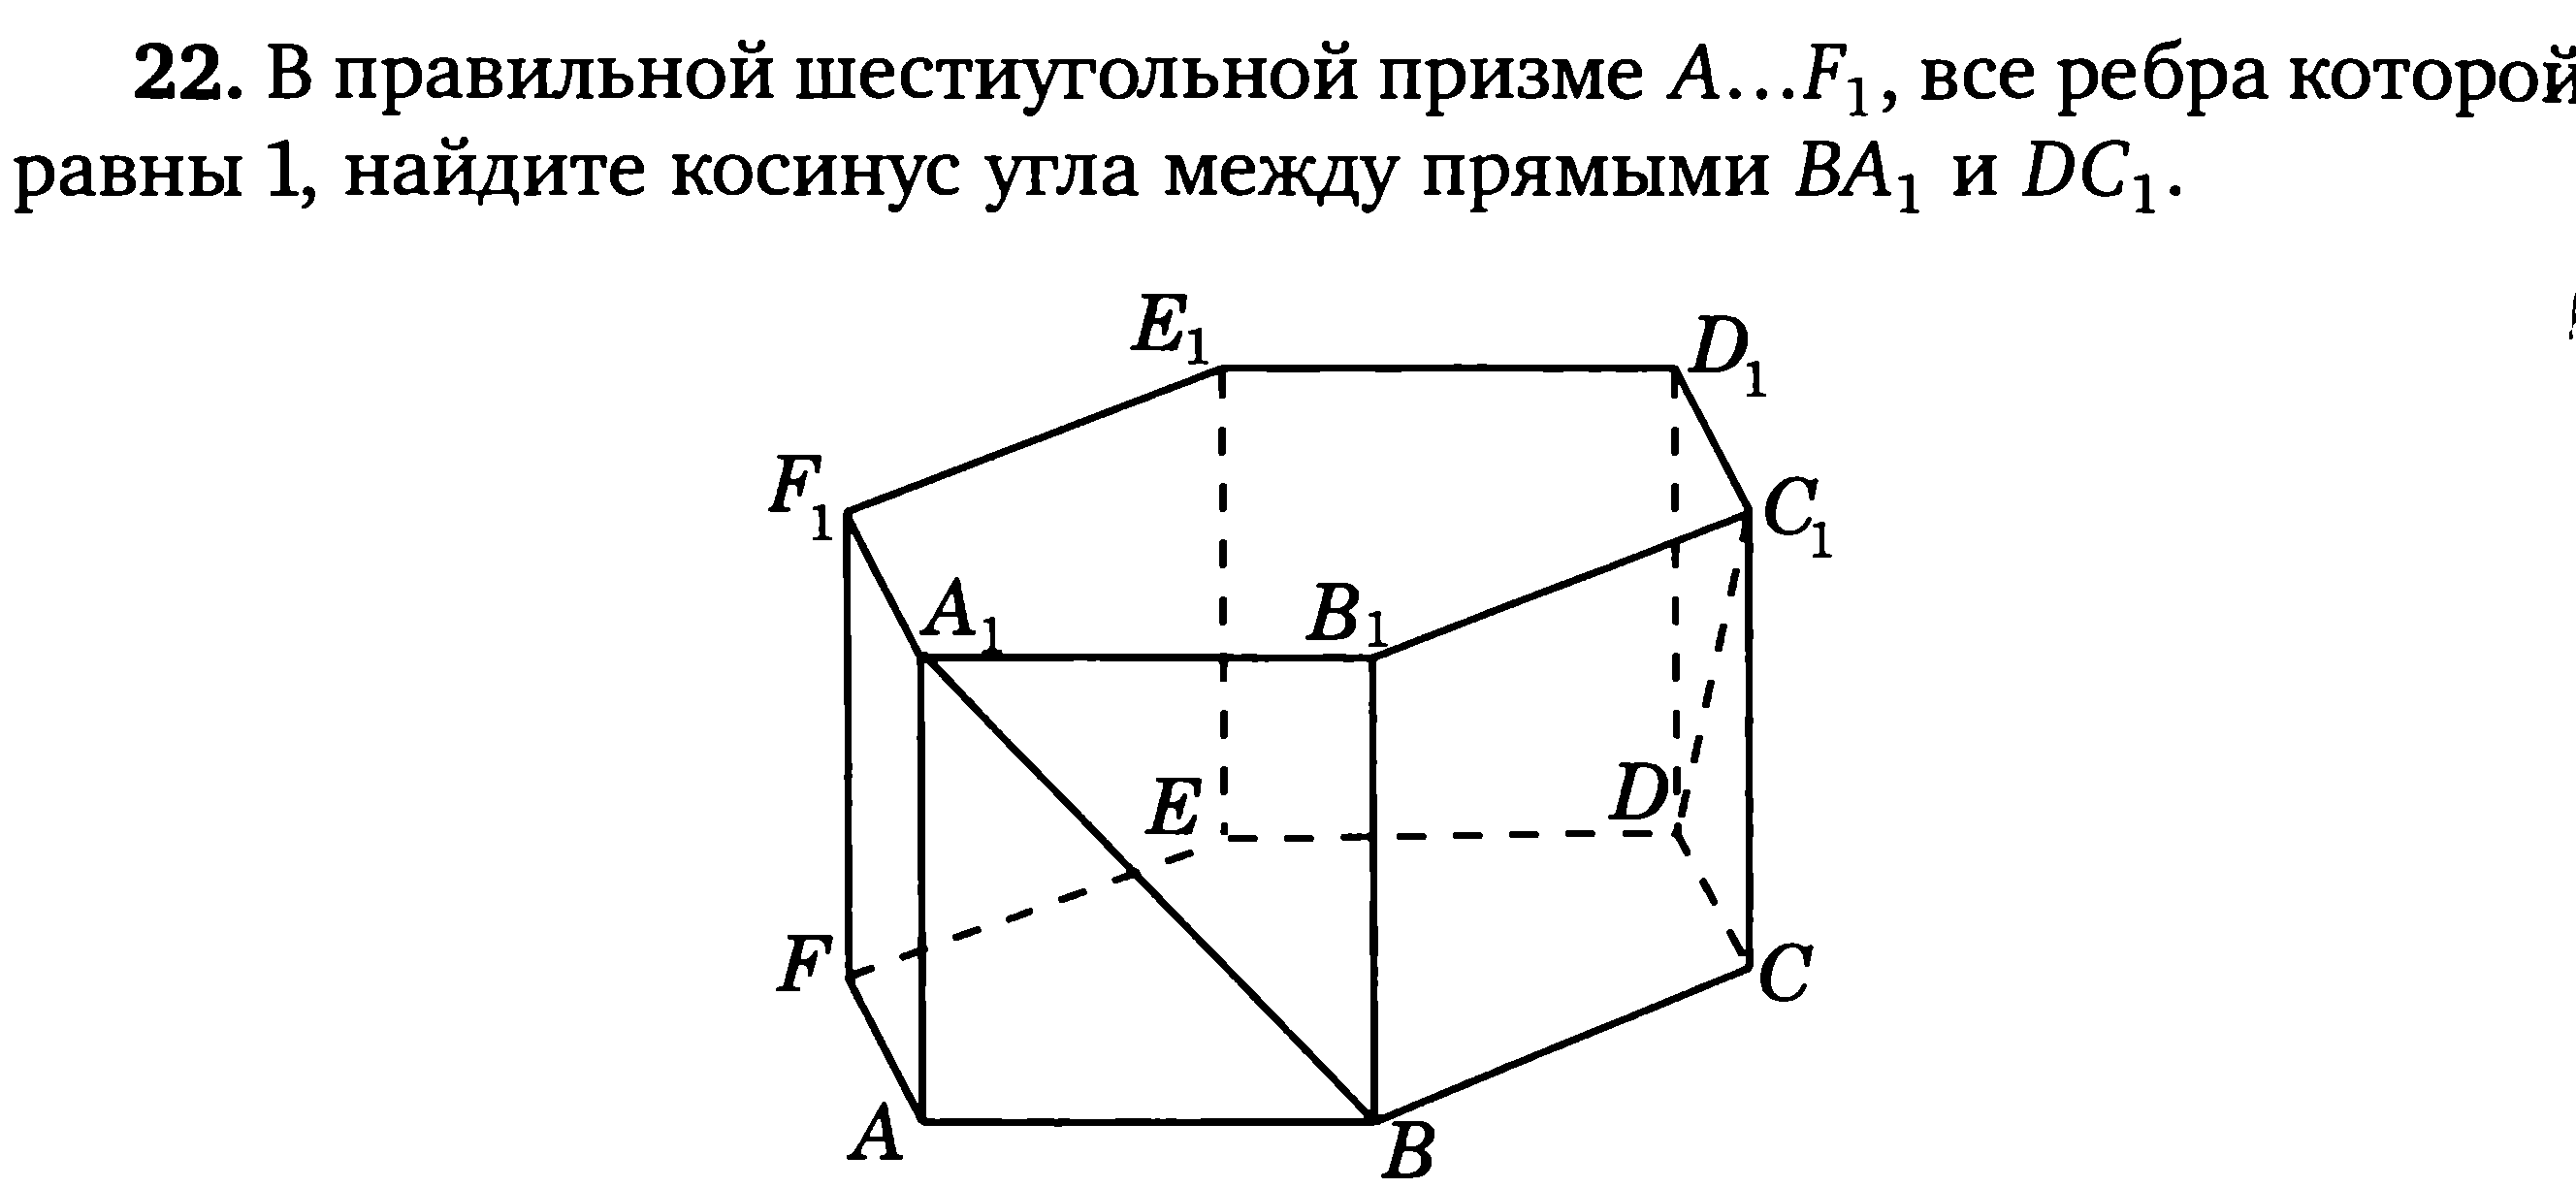 22. В правильной шестиугольной призме A...F₁, все ребра которой
равны 1, найдите косинус угла между прямыми BA₁ и DC₁.
E₁
D₁
F₁
C₁
A₁
B₁
E
D
F
C
A
B